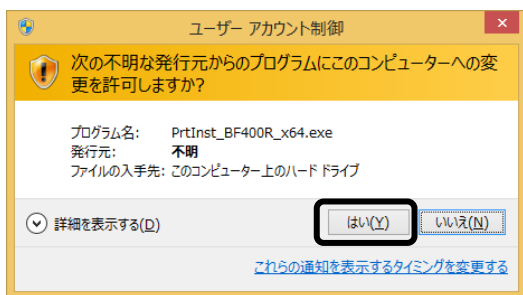 ユーザー アカウント制御
次の不明な発行元からのプログラムにこのコンピューターへの変
更を許可しますか?
プログラム名: PrtInst_BF400R_x64.exe
発行元: 不明
ファイルの入手先: このコンピューター上のハード ドライブ
詳細を表示する(D)
はい(Y) いいえ(N)
これらの通知を表示するタイミングを変更する